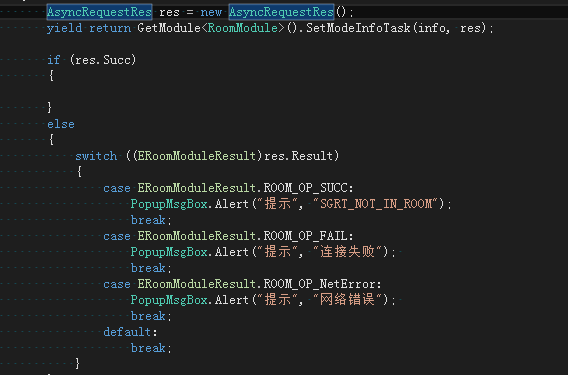 AsyncRequestRes res = new AsyncRequestRes();
yield return GetModule<RoomModule>().SetModeInfoTask(info, res);
if (res.Succ)
{
}
else
{
switch ((ERoomModuleResult)res.Result)
{
case ERoomModuleResult.ROOM_OP_SUCC:
PopupMsgBox.Alert("提示", "SGRT_NOT_IN_ROOM");
break;
case ERoomModuleResult.ROOM_OP_FAIL:
PopupMsgBox.Alert("提示", "连接失败");
break;
case ERoomModuleResult.ROOM_OP_NetError:
PopupMsgBox.Alert("提示", "网络错误");
break;
default:
break;
}